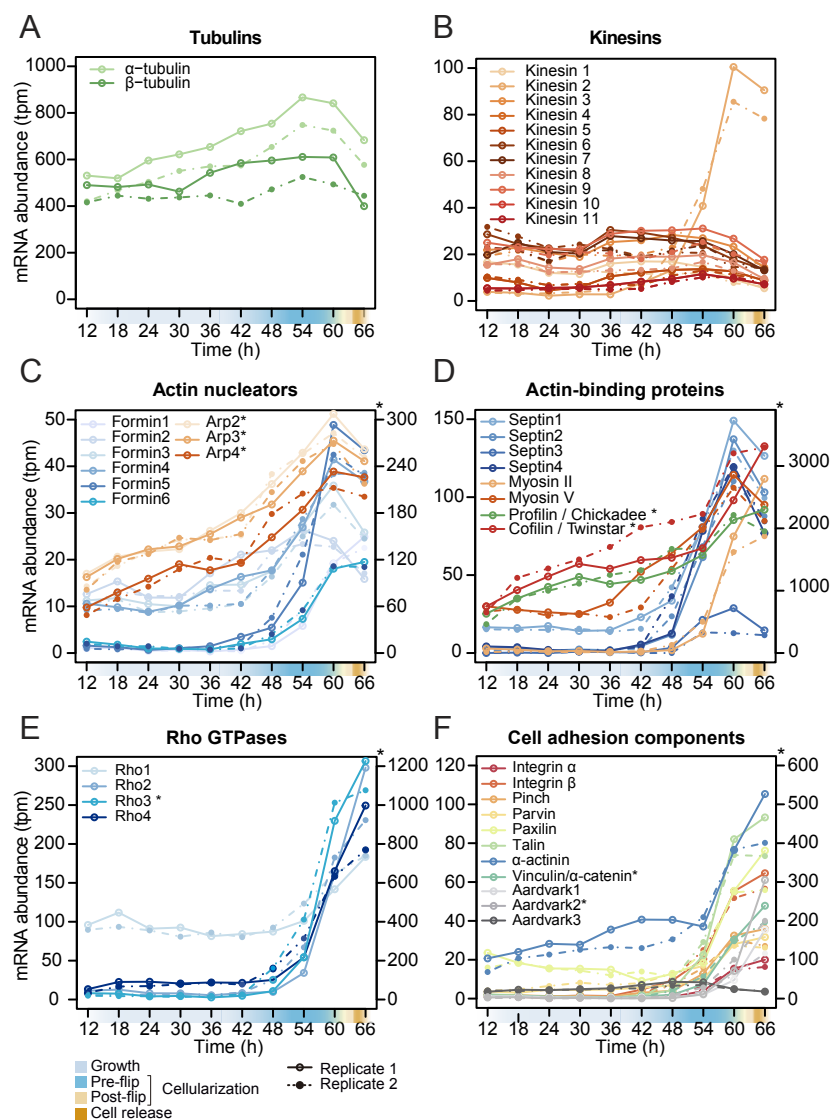 A
Tubulins
mRNA abundance (tpm)
1000
800
600
400
200
0
α−tubulin
β−tubulin
12 18 24 30 36 42 48 54 60 66
Time (h)
B
Kinesins
100
80
60
40
20
0
Kinesin 1
Kinesin 2
Kinesin 3
Kinesin 4
Kinesin 5
Kinesin 6
Kinesin 7
Kinesin 8
Kinesin 9
Kinesin 10
Kinesin 11
12 18 24 30 36 42 48 54 60 66
Time (h)
C
Actin nucleators
mRNA abundance (tpm)
50
40
30
20
10
0
Formin1
Formin2
Formin3
Formin4
Formin5
Formin6
Arp2*
Arp3*
Arp4*
*
300
240
180
120
60
0
12 18 24 30 36 42 48 54 60 66
Time (h)
D
Actin-binding proteins
150
100
50
0
Septin1
Septin2
Septin3
Septin4
Myosin II
Myosin V
Profilin / Chickadee *
Cofilin / Twinstar *
*
3000
2000
1000
0
12 18 24 30 36 42 48 54 60 66
Time (h)
E
Rho GTPases
mRNA abundance (tpm)
300
250
200
150
100
50
0
Rho1
Rho2
Rho3 *
Rho4
*
1200
1000
800
600
400
200
0
12 18 24 30 36 42 48 54 60 66
Time (h)
F
Cell adhesion components
120
100
80
60
40
20
0
Integrin α
Integrin β
Pinch
Parvin
Paxilin
Talin
α-actinin
Vinculin/α-catenin*
Aardvark1
Aardvark2*
Aardvark3
*
600
500
400
300
200
100
0
12 18 24 30 36 42 48 54 60 66
Time (h)
Growth
Pre-flip
Post-flip
Cellularization
Cell release
Replicate 1
Replicate 2